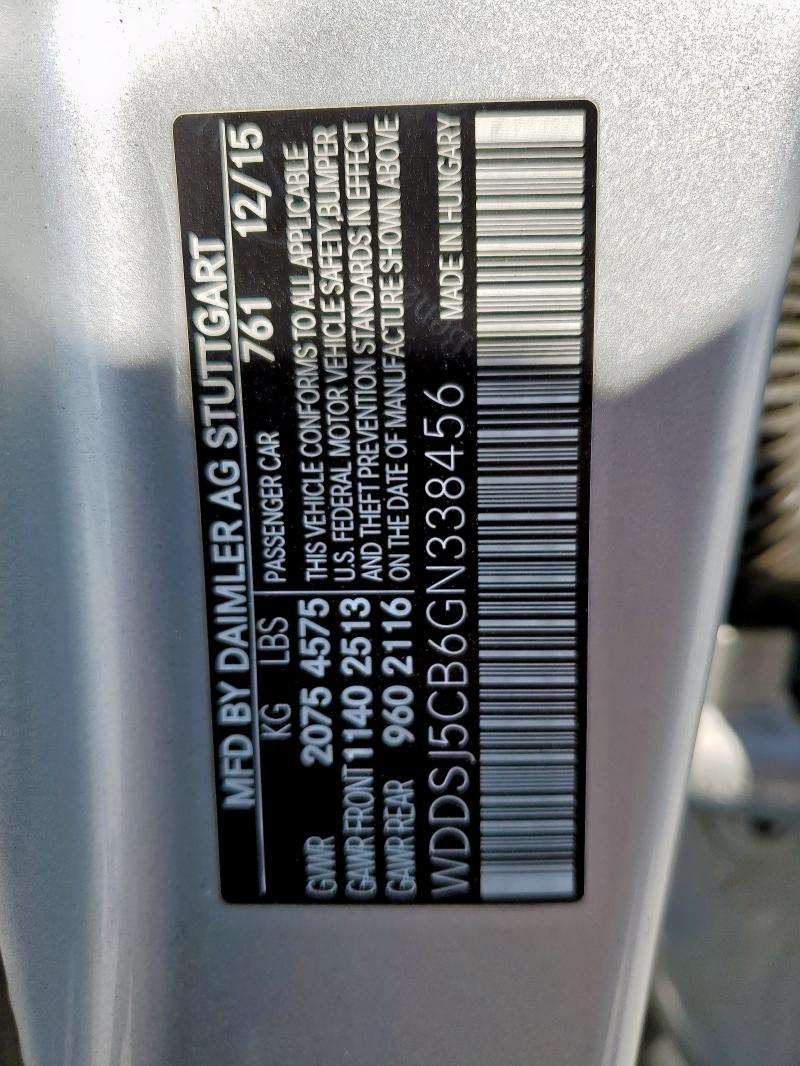 MFD BY DAIMLER AG STUTTGART
KG LBS PASSENGER CAR 761 12/15
GVWR 2075 4575 THIS VEHICLE CONFORMS TO ALL APPLICABLE
GAWR FRONT 1140 2513 U.S. FEDERAL MOTOR VEHICLE SAFETY,BUMPER
GAWR REAR 960 2116 AND THEFT PREVENTION STANDARDS IN EFFECT
ON THE DATE OF MANUFACTURE SHOWN ABOVE
WDDSJ5CB6GN338456 MADE IN HUNGARY